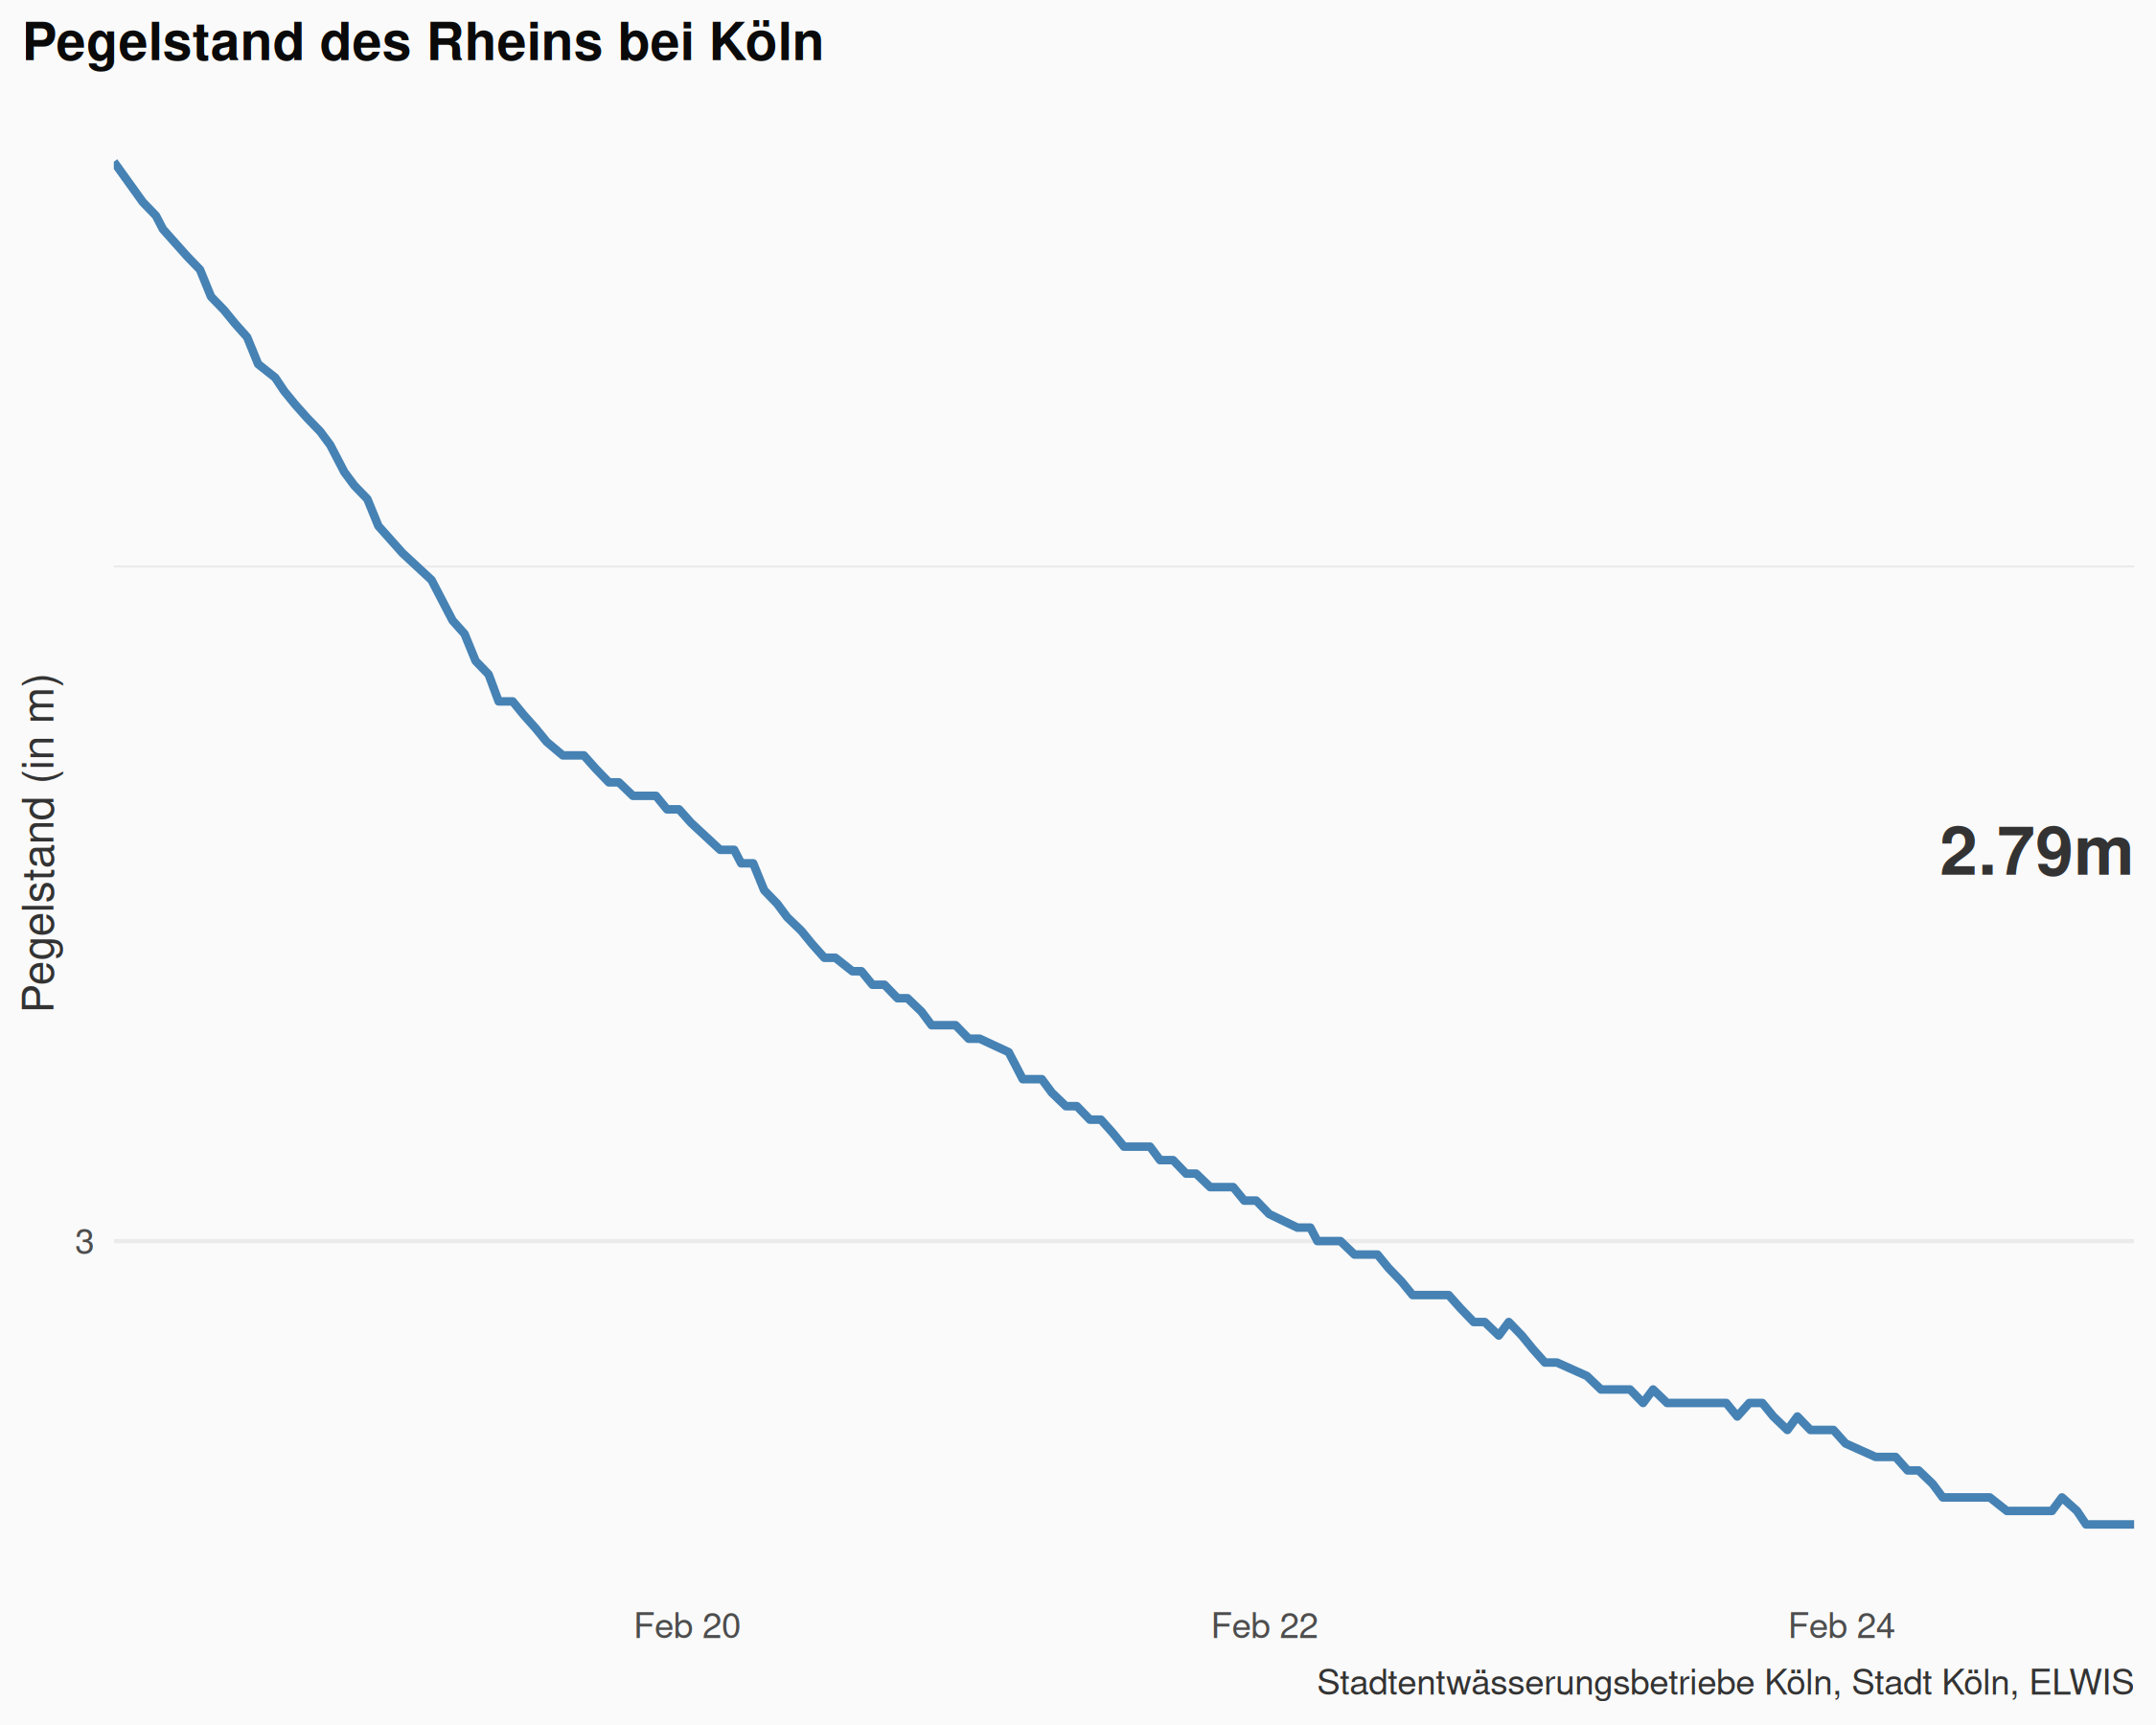 Pegelstand des Rheins bei Köln
Pegelstand (in m)
2.79m
3
Feb 20
Feb 22
Feb 24
Stadtentwässerungsbetriebe Köln, Stadt Köln, ELWIS